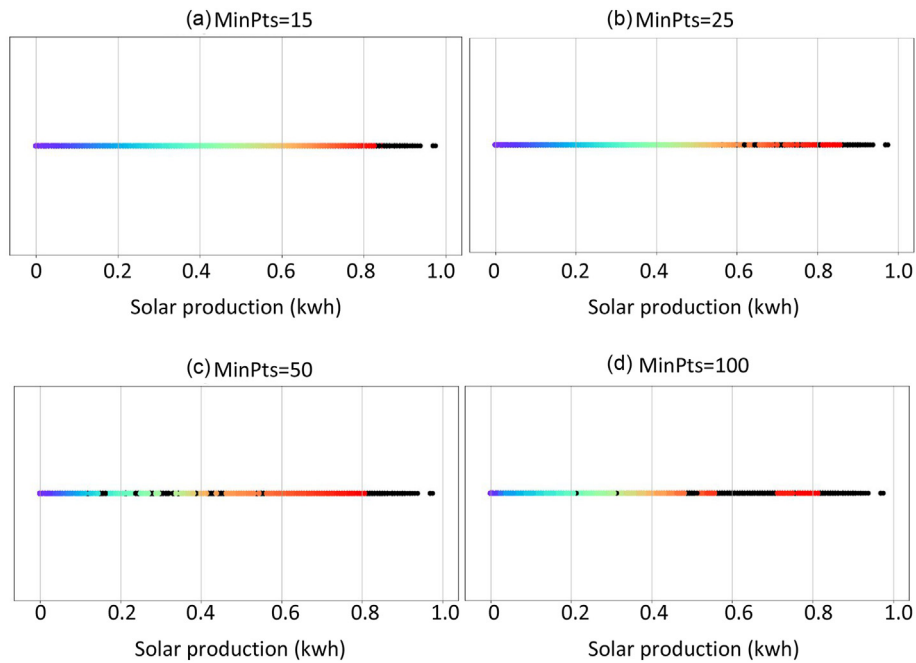 (a) MinPts=15
(b) MinPts=25
0 0.2 0.4 0.6 0.8 1.0
0 0.2 0.4 0.6 0.8 1.0
Solar production (kwh)
Solar production (kwh)
(c) MinPts=50
(d) MinPts=100
0 0.2 0.4 0.6 0.8 1.0
0 0.2 0.4 0.6 0.8 1.0
Solar production (kwh)
Solar production (kwh)